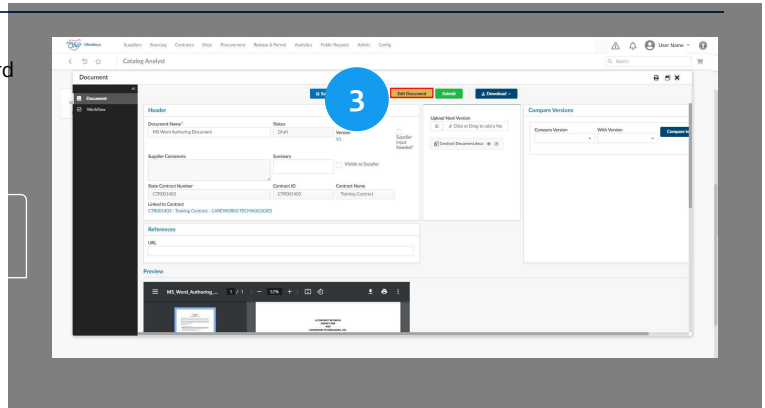 rd
OhioBuys
Suppliers Sourcing Contracts Shop Procurement Release & Permit Analytics Public Request Admin Config
User Name
Catalog Analyst
Search
Document
3
Edit Document Submit Download
Document
Workflow
Header
Document Name*
MS Word Authoring Document
Status
Draft
Version
V1
Supplier
Input
Needed?
Supplier Comments
Summary
Visible to Supplier
State Contract Number
CTR001403
Contract ID
CTR001403
Contract Name
Training Contract
Linked to Contract
CTR001403 - Training Contract - CAREWORKS TECHNOLOGIES
Upload Next Version
Click or Drag to add a file
Contract Document.docx
Compare Versions
Compare Version
With Version
References
URL
Preview
MS_Word_Authoring_... 1 / 1 52%